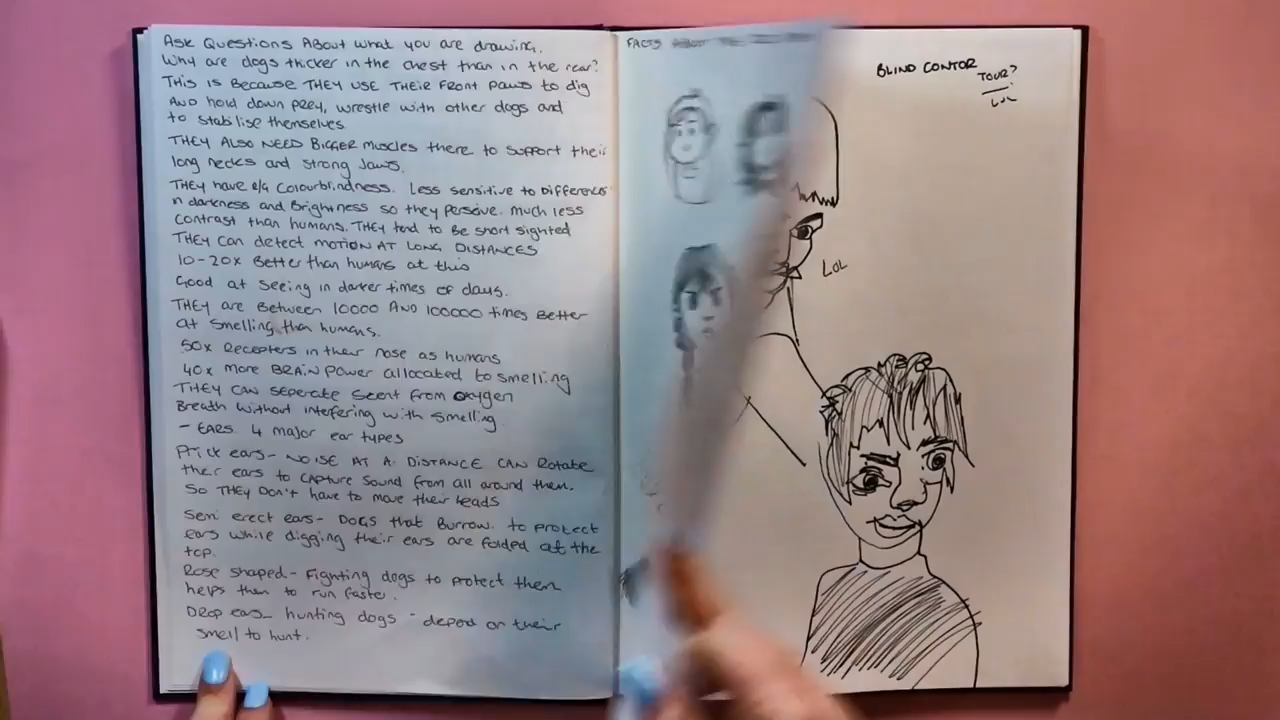 ASK QUESTIONS ABOUT what you are drawing.
Why are dogs thicker in the chest than in the rear?
THIS IS BECAUSE THEY USE THEIR FRONT PAWS to dig
AND hold down prey, wrestle with other dogs and
to stabilise themselves.
THEY ALSO NEED BIGGER muscles there to support their
long necks and strong Jaws.
THEY have r/g colourblindness. Less sensitive to Differences
n darkness and Brightness so they persive. Much less
contrast than humans. THEY tend to be short sighted
THEY CAN detect MOTION AT LONG DISTANCES
10-20x Better than humans at this
Good at seeing in darker times of days.
THEY are Between 10000 AND 100000 times Better
at smelling than humans.
50x Recepters in their nose as humans
40x more BRAIN Power allocated to smelling
THEY CAN seperate scent from oxygen
Breath without interfering with smelling.
- EARS. 4 major ear types
Prick ears - NOISE AT A DISTANCE CAN Rotate
their ears to capture sound from all around them.
So THEY DON'T have to move their heads
Semi erect ears - DOGS that Burrow. to protect
ears while digging their ears are folded at the
top.
Rose shaped - Fighting dogs to protect them
helps them to run faster.
Drop ears hunting dogs - depend on their
smell to hunt.
FACTS ABOUT
BLIND CONTOR
TOUR?
LOL
LOL